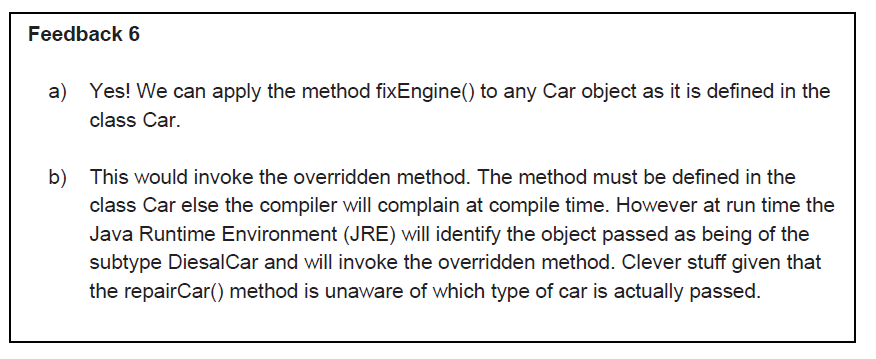 Feedback 6
a) Yes! We can apply the method fixEngine() to any Car object as it is defined in the
class Car.
b) This would invoke the overridden method. The method must be defined in the
class Car else the compiler will complain at compile time. However at run time the
Java Runtime Environment (JRE) will identify the object passed as being of the
subtype DiesalCar and will invoke the overridden method. Clever stuff given that
the repairCar() method is unaware of which type of car is actually passed.